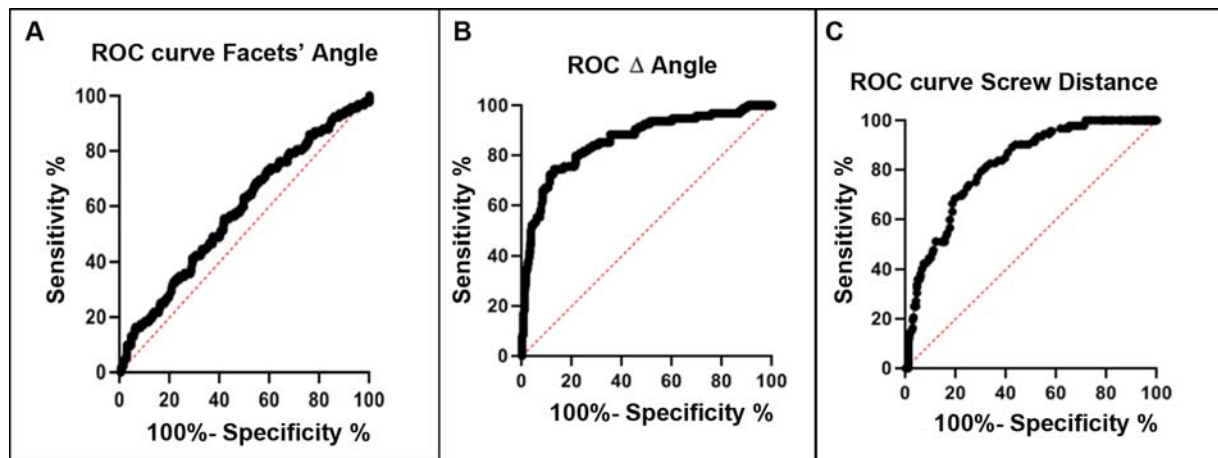 A
ROC curve Facets' Angle
Sensitivity %
100
80
60
40
20
0
0 20 40 60 80 100
100%- Specificity %
B
ROC Δ Angle
Sensitivity %
100
80
60
40
20
0
0 20 40 60 80 100
100%- Specificity %
C
ROC curve Screw Distance
Sensitivity %
100
80
60
40
20
0
0 20 40 60 80 100
100%- Specificity %